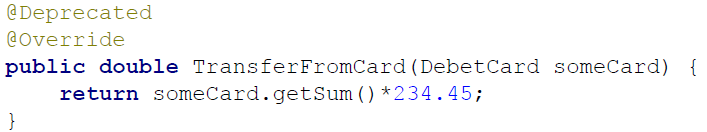 @Deprecated
@Override
public double TransferFromCard(DebetCard someCard) {
    return someCard.getSum()*234.45;
}